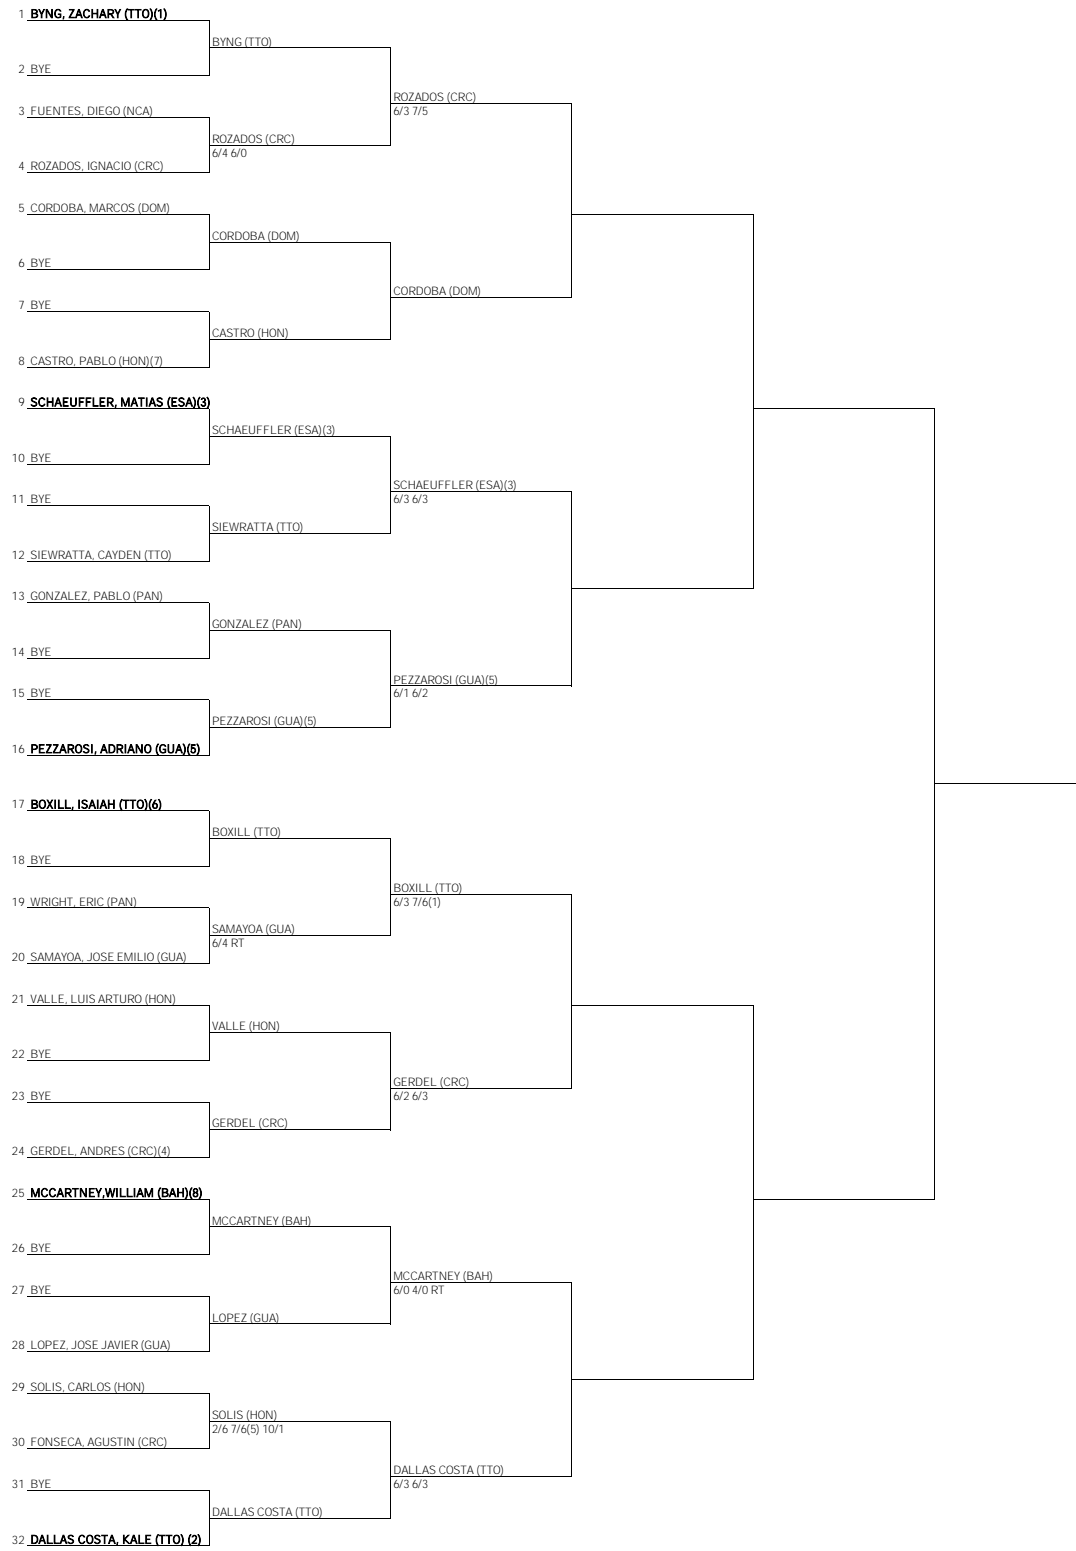 1 BYNG, ZACHARY (TTO)(1)
BYNG (TTO)
2 BYE
ROZADOS (CRC)
6/3 7/5
3 FUENTES, DIEGO (NCA)
ROZADOS (CRC)
6/4 6/0
4 ROZADOS, IGNACIO (CRC)
5 CORDOBA, MARCOS (DOM)
CORDOBA (DOM)
6 BYE
CORDOBA (DOM)
7 BYE
CASTRO (HON)
8 CASTRO, PABLO (HON)(7)
9 SCHAEUFFLER, MATIAS (ESA)(3)
SCHAEUFFLER (ESA)(3)
10 BYE
SCHAEUFFLER (ESA)(3)
6/3 6/3
11 BYE
SIEWRATTA (TTO)
12 SIEWRATTA, CAYDEN (TTO)
13 GONZALEZ, PABLO (PAN)
GONZALEZ (PAN)
14 BYE
PEZZAROSI (GUA)(5)
6/1 6/2
15 BYE
PEZZAROSI (GUA)(5)
16 PEZZAROSI, ADRIANO (GUA)(5)
17 BOXILL, ISAIAH (TTO)(6)
BOXILL (TTO)
18 BYE
BOXILL (TTO)
6/3 7/6(1)
19 WRIGHT, ERIC (PAN)
SAMAYOA (GUA)
6/4 RT
20 SAMAYOA, JOSE EMILIO (GUA)
21 VALLE, LUIS ARTURO (HON)
VALLE (HON)
22 BYE
GERDEL (CRC)
6/2 6/3
23 BYE
GERDEL (CRC)
24 GERDEL, ANDRES (CRC)(4)
25 MCCARTNEY,WILLIAM (BAH)(8)
MCCARTNEY (BAH)
26 BYE
MCCARTNEY (BAH)
6/0 4/0 RT
27 BYE
LOPEZ (GUA)
28 LOPEZ, JOSE JAVIER (GUA)
29 SOLIS, CARLOS (HON)
SOLIS (HON)
2/6 7/6(5) 10/1
30 FONSECA, AGUSTIN (CRC)
DALLAS COSTA (TTO)
6/3 6/3
31 BYE
DALLAS COSTA (TTO)
32 DALLAS COSTA, KALE (TTO) (2)